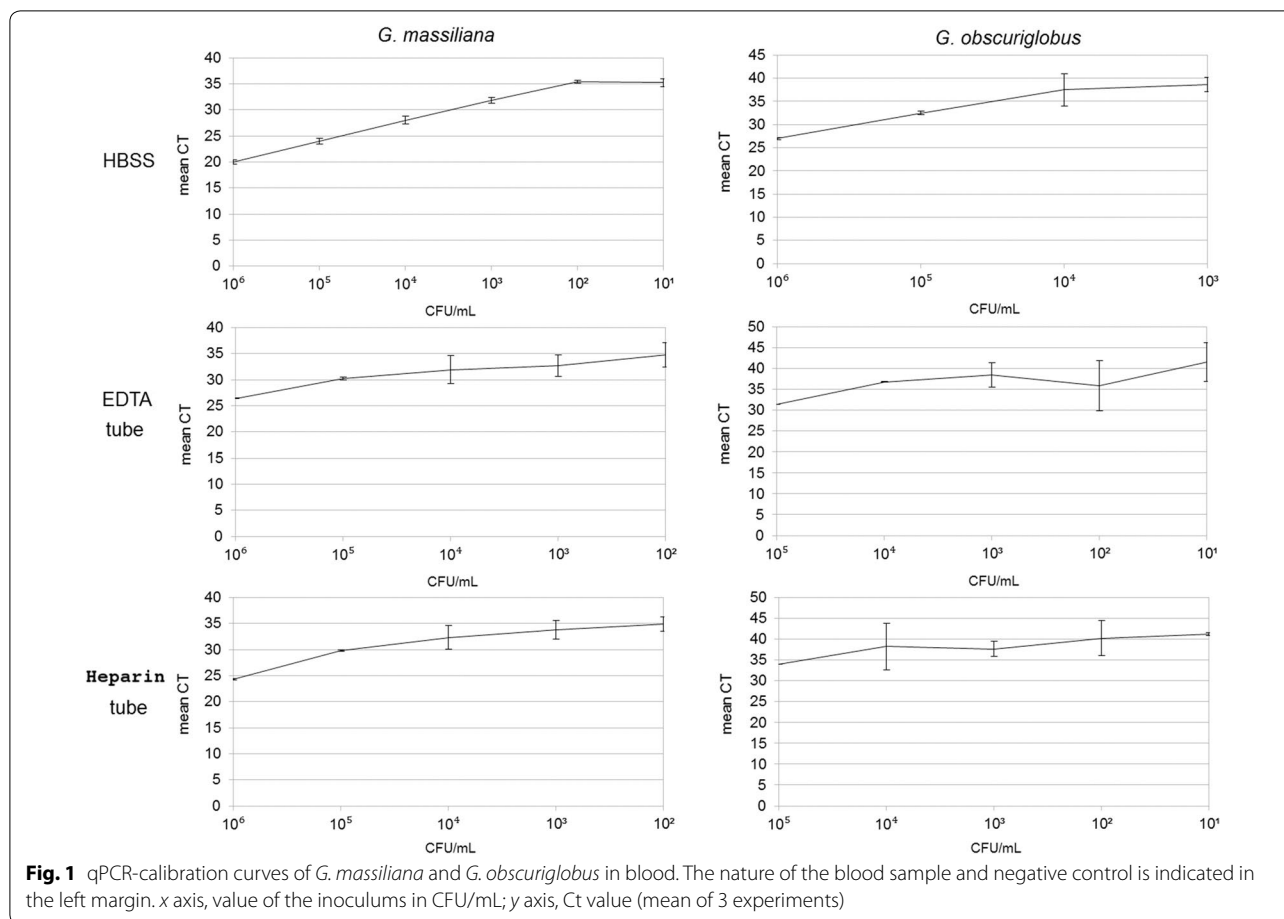 G. massiliana
G. obscuriglobus
HBSS
mean CT
40
35
30
25
20
15
10
5
0
10⁶ 10⁵ 10⁴ 10³ 10² 10¹
CFU/mL
mean CT
45
40
35
30
25
20
15
10
5
0
10⁶ 10⁵ 10⁴ 10³
CFU/mL
EDTA
tube
mean CT
40
35
30
25
20
15
10
5
0
10⁶ 10⁵ 10⁴ 10³ 10²
CFU/mL
mean CT
50
45
40
35
30
25
20
15
10
5
0
10⁵ 10⁴ 10³ 10² 10¹
CFU/mL
Heparin
tube
mean CT
40
35
30
25
20
15
10
5
0
10⁶ 10⁵ 10⁴ 10³ 10²
CFU/mL
mean CT
50
45
40
35
30
25
20
15
10
5
0
10⁵ 10⁴ 10³ 10² 10¹
CFU/mL
Fig. 1 qPCR-calibration curves of G. massiliana and G. obscuriglobus in blood. The nature of the blood sample and negative control is indicated in
the left margin. x axis, value of the inoculums in CFU/mL; y axis, Ct value (mean of 3 experiments)